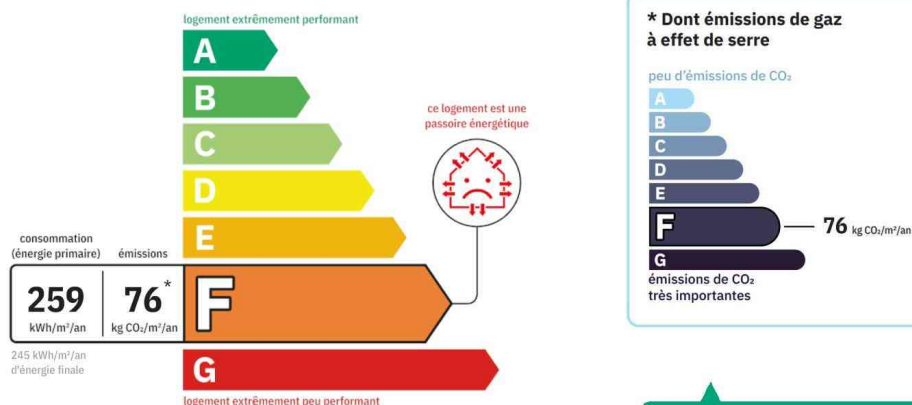 logement extrêmement performant
A
B
C
D
E
F
G
logement extrêmement peu performant
consommation
(énergie primaire)
émissions
259
kWh/m²/an
76*
kg CO₂/m²/an
245 kWh/m²/an
d'énergie finale
ce logement est une
passoire énergétique
* Dont émissions de gaz
à effet de serre
peu d'émissions de CO₂
A
B
C
D
E
F
76 kg CO₂/m²/an
G
émissions de CO₂
très importantes